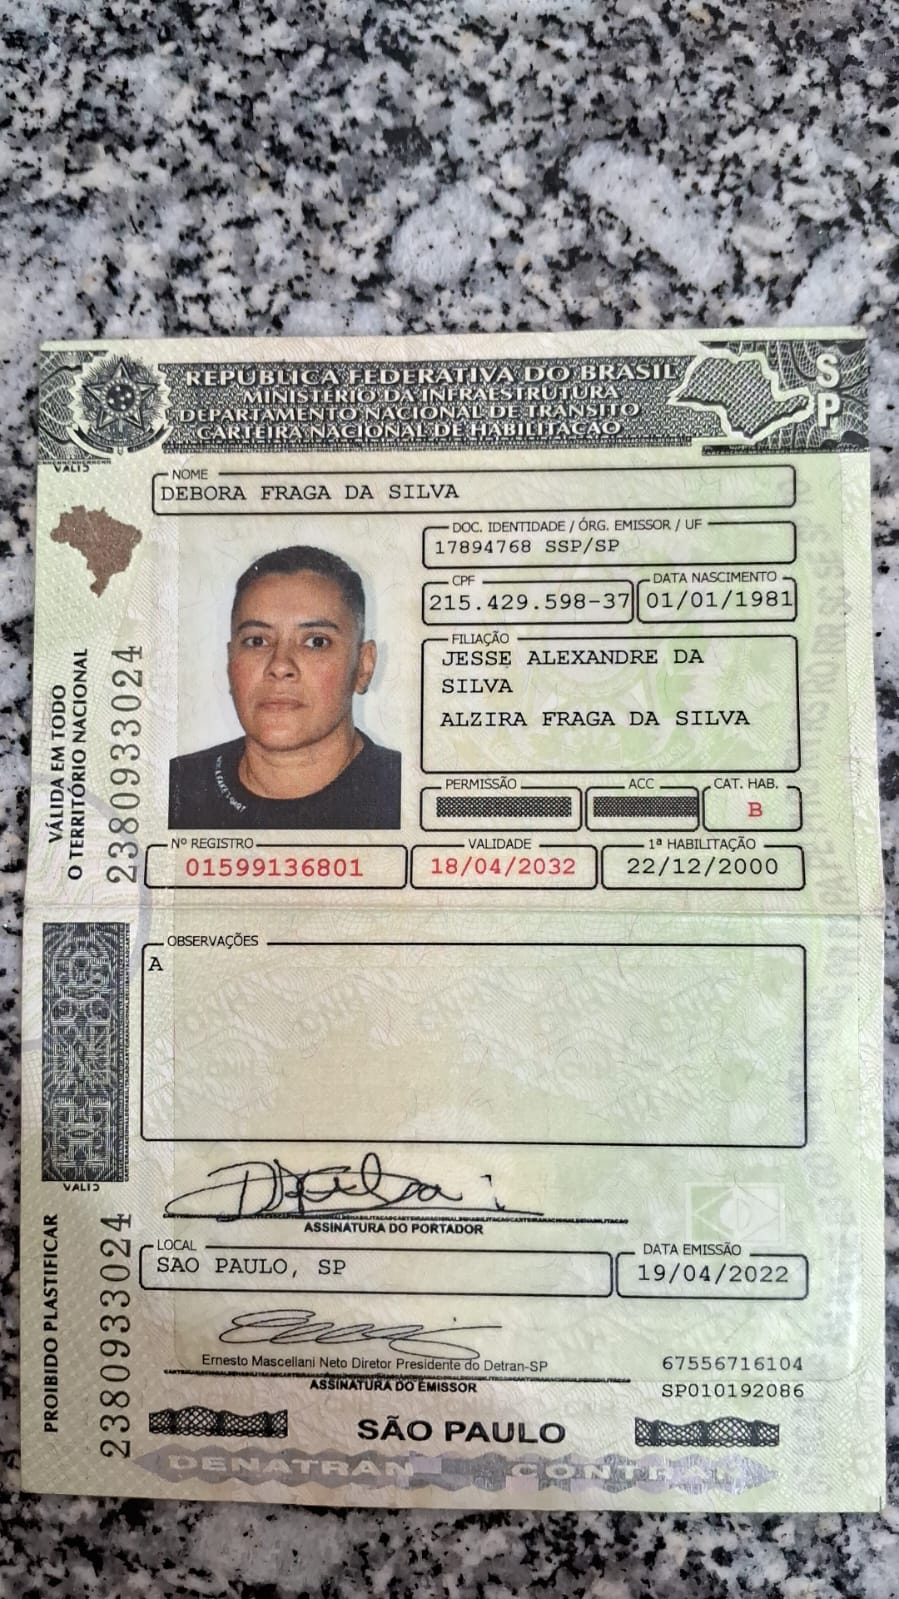 REPÚBLICA FEDERATIVA DO BRASIL
MINISTÉRIO DA INFRAESTRUTURA
DEPARTAMENTO NACIONAL DE TRÂNSITO
CARTEIRA NACIONAL DE HABILITAÇÃO
SP
NOME
DEBORA FRAGA DA SILVA
DOC. IDENTIDADE / ÓRG. EMISSOR / UF
17894768 SSP/SP
CPF
215.429.598-37
DATA NASCIMENTO
01/01/1981
FILIAÇÃO
JESSE ALEXANDRE DA
SILVA
ALZIRA FRAGA DA SILVA
PERMISSÃO
ACC
CAT. HAB.
B
Nº REGISTRO
01599136801
VALIDADE
18/04/2032
1ª HABILITAÇÃO
22/12/2000
VÁLIDA EM TODO
O TERRITÓRIO NACIONAL
2380933024
OBSERVAÇÕES
A
ASSINATURA DO PORTADOR
LOCAL
SAO PAULO, SP
DATA EMISSÃO
19/04/2022
Ernesto Mascellani Neto Diretor Presidente do Detran-SP
ASSINATURA DO EMISSOR
67556716104
SP010192086
PROIBIDO PLASTIFICAR
2380933024
SÃO PAULO
DENATRAN CONTRAN